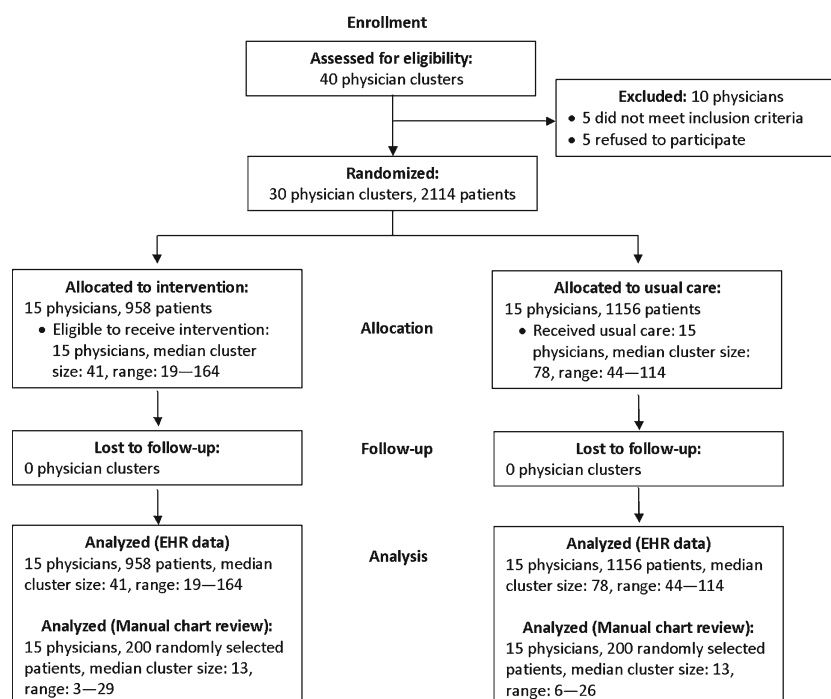 Enrollment
Assessed for eligibility:
40 physician clusters
Excluded: 10 physicians
• 5 did not meet inclusion criteria
• 5 refused to participate
Randomized:
30 physician clusters, 2114 patients
Allocated to intervention:
15 physicians, 958 patients
• Eligible to receive intervention:
15 physicians, median cluster
size: 41, range: 19—164
Allocation
Allocated to usual care:
15 physicians, 1156 patients
• Received usual care: 15
physicians, median cluster size:
78, range: 44—114
Lost to follow-up:
0 physician clusters
Follow-up
Lost to follow-up:
0 physician clusters
Analyzed (EHR data)
15 physicians, 958 patients, median
cluster size: 41, range: 19—164
Analyzed (Manual chart review):
15 physicians, 200 randomly selected
patients, median cluster size: 13,
range: 3—29
Analysis
Analyzed (EHR data)
15 physicians, 1156 patients, median
cluster size: 78, range: 44—114
Analyzed (Manual chart review):
15 physicians, 200 randomly selected
patients, median cluster size: 13,
range: 6—26